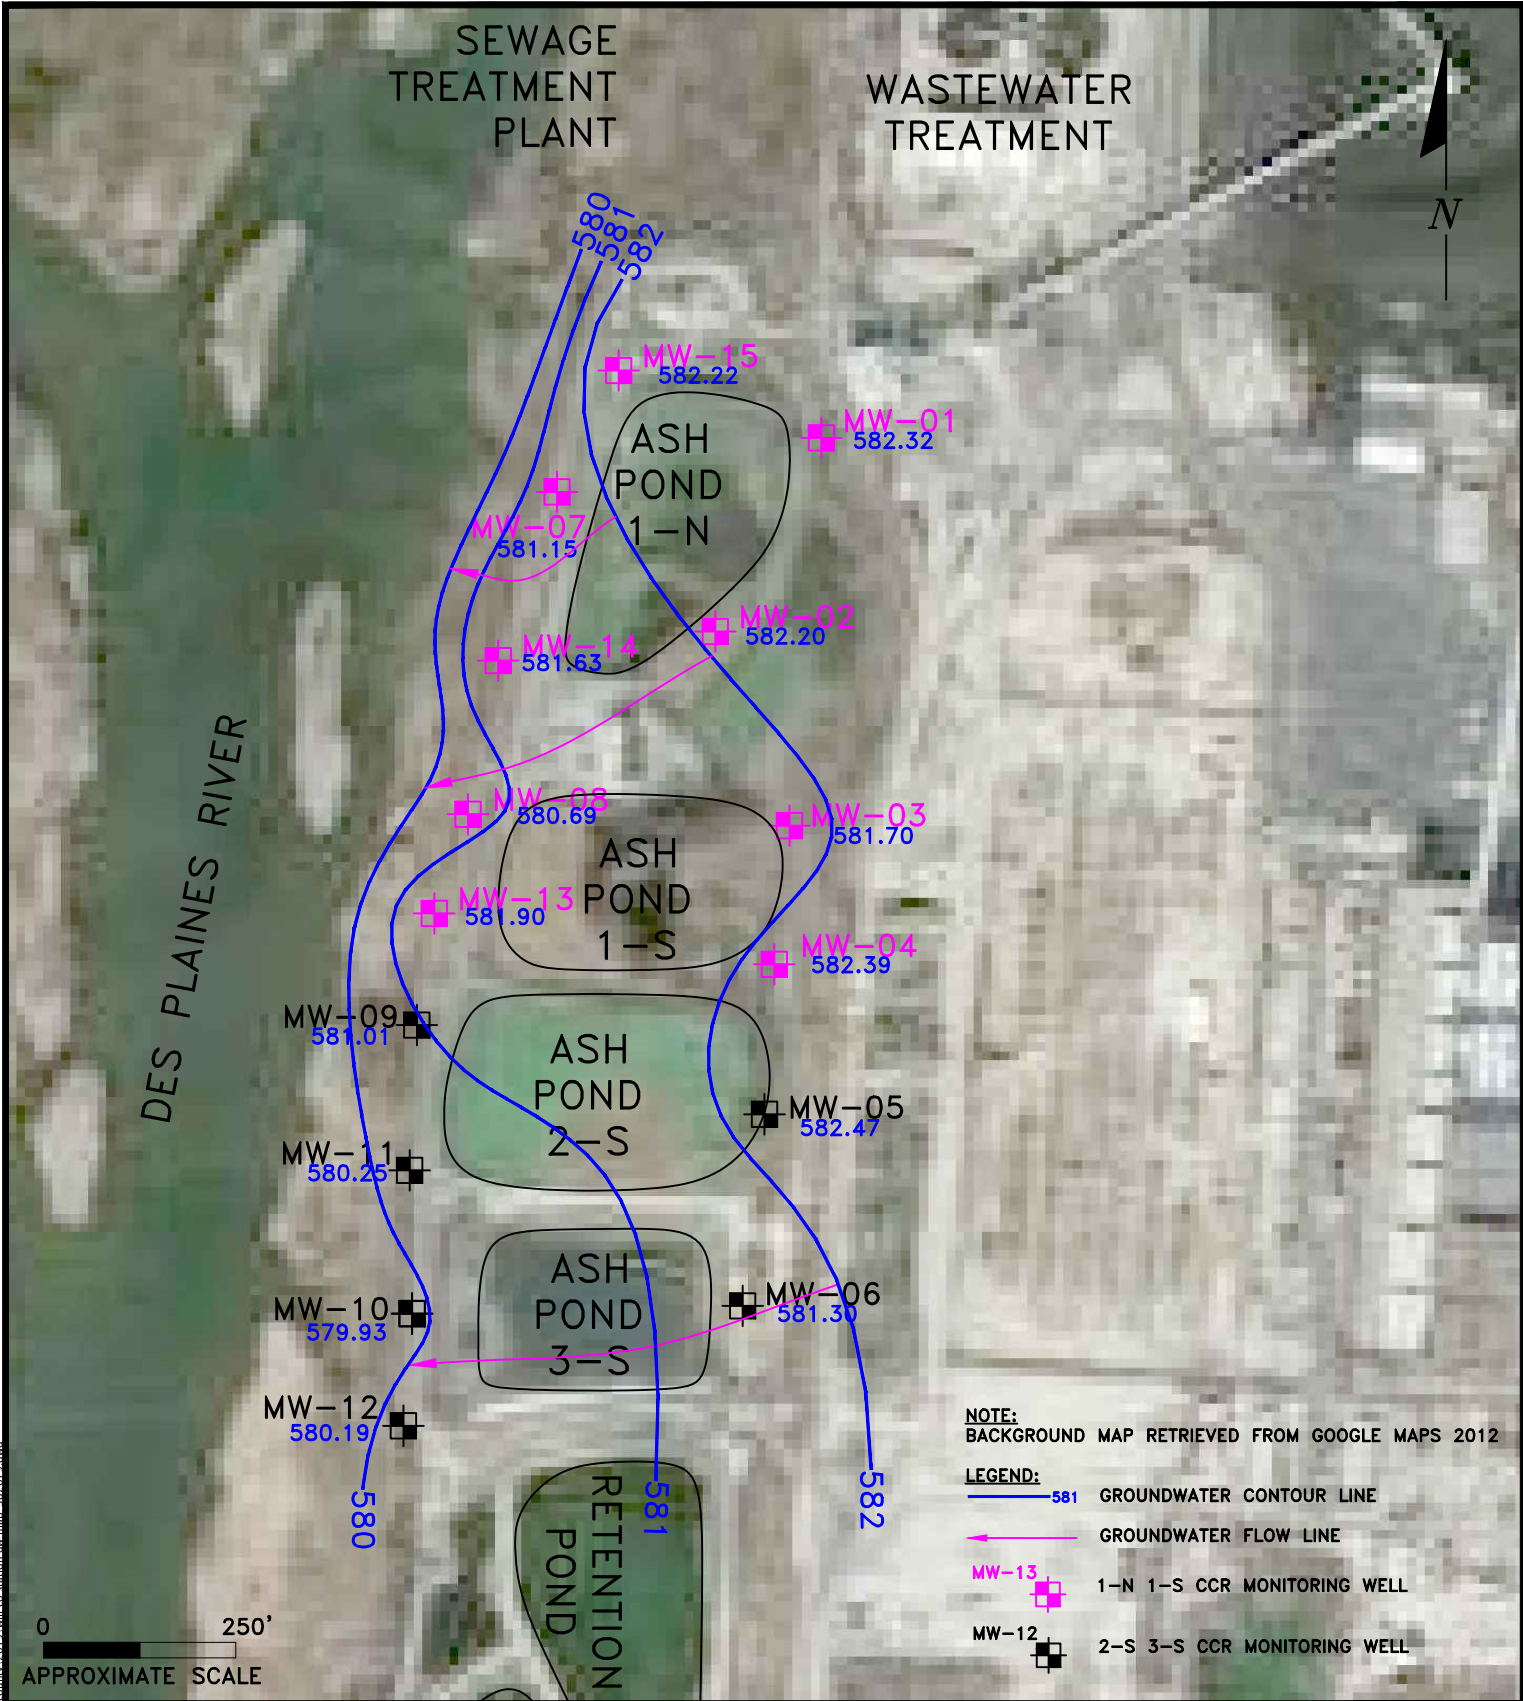 SEWAGE
TREATMENT
PLANT
WASTEWATER
TREATMENT
N
580
581
582
MW-15
582.22
MW-01
582.32
ASH
POND
1-N
MW-07
581.15
MW-02
582.20
MW-14
581.63
DES PLAINES RIVER
MW-08
580.69
MW-03
581.70
ASH
POND
1-S
MW-13
581.90
MW-04
582.39
MW-09
581.01
ASH
POND
2-S
MW-05
582.47
MW-11
580.25
ASH
POND
3-S
MW-06
581.30
MW-10
579.93
MW-12
580.19
580
581
582
RETENTION
POND
NOTE:
BACKGROUND MAP RETRIEVED FROM GOOGLE MAPS 2012
LEGEND:
581 GROUNDWATER CONTOUR LINE
GROUNDWATER FLOW LINE
MW-13
1-N 1-S CCR MONITORING WELL
MW-12
2-S 3-S CCR MONITORING WELL
0 250'
APPROXIMATE SCALE